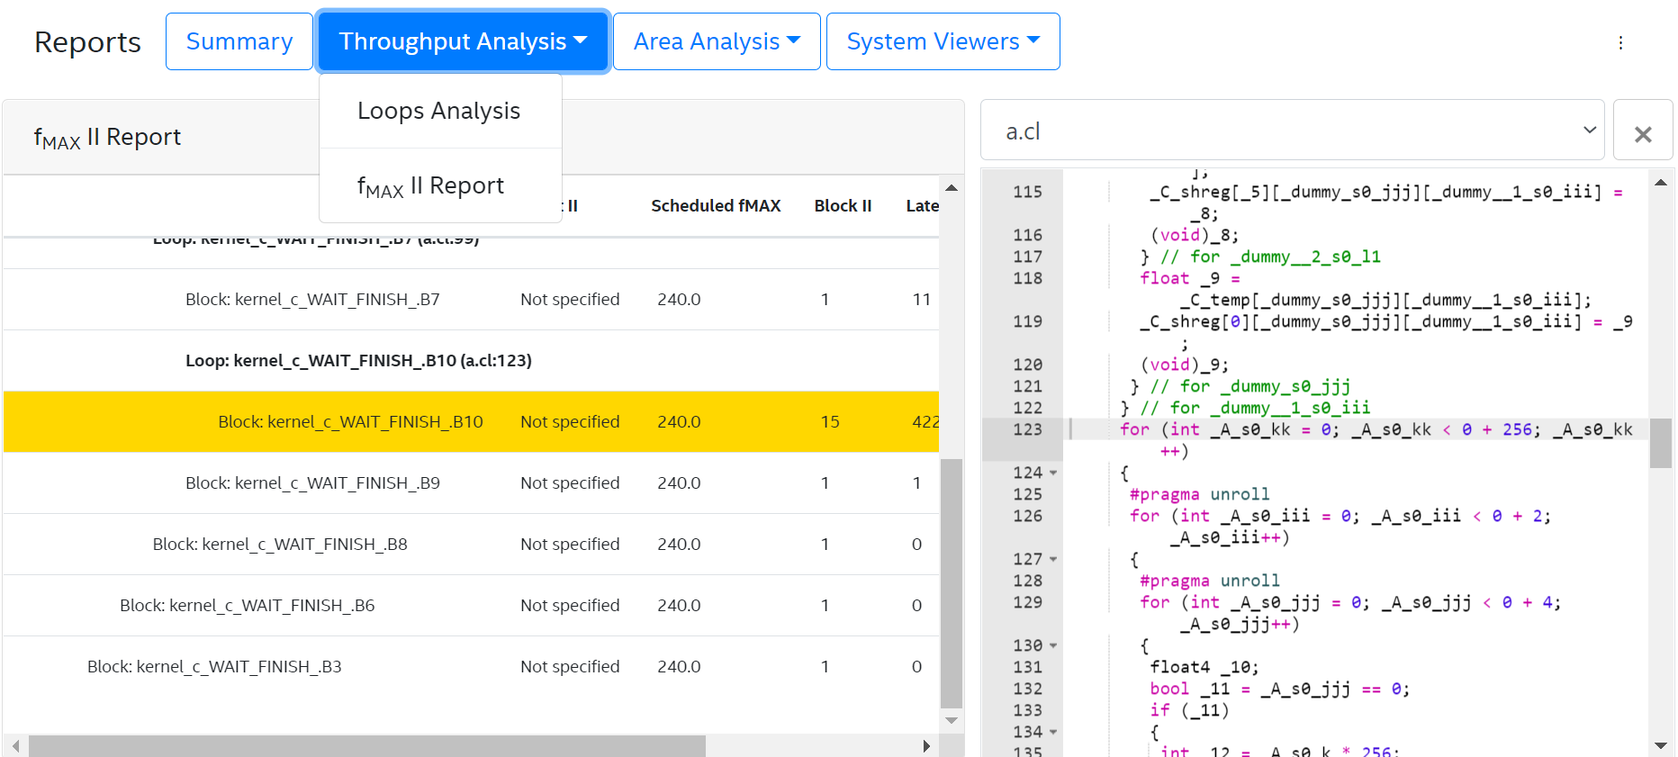 Reports
Summary
Throughput Analysis
Area Analysis
System Viewers
Loops Analysis
fMAX II Report
fMAX II Report
II
Scheduled fMAX
Block II
Late
Loop: kernel_c_WAIT_FINISH_.B7 (a.cl:99)
Block: kernel_c_WAIT_FINISH_.B7 Not specified 240.0 1 11
Loop: kernel_c_WAIT_FINISH_.B10 (a.cl:123)
Block: kernel_c_WAIT_FINISH_.B10 Not specified 240.0 15 422
Block: kernel_c_WAIT_FINISH_.B9 Not specified 240.0 1 1
Block: kernel_c_WAIT_FINISH_.B8 Not specified 240.0 1 0
Block: kernel_c_WAIT_FINISH_.B6 Not specified 240.0 1 0
Block: kernel_c_WAIT_FINISH_.B3 Not specified 240.0 1 0
a.cl
];
115 _C_shreg[_5][_dummy_s0_jjj][_dummy__1_s0_iii] =
_8;
116 (void)_8;
117 } // for _dummy__2_s0_l1
118 float _9 =
_C_temp[_dummy_s0_jjj][_dummy__1_s0_iii];
119 _C_shreg[0][_dummy_s0_jjj][_dummy__1_s0_iii] = _9
;
120 (void)_9;
121 } // for _dummy_s0_jjj
122 } // for _dummy__1_s0_iii
123 for (int _A_s0_kk = 0; _A_s0_kk < 0 + 256; _A_s0_kk
++)
124 {
125 #pragma unroll
126 for (int _A_s0_iii = 0; _A_s0_iii < 0 + 2;
_A_s0_iii++)
127 {
128 #pragma unroll
129 for (int _A_s0_jjj = 0; _A_s0_jjj < 0 + 4;
_A_s0_jjj++)
130 {
131 float4 _10;
132 bool _11 = _A_s0_jjj == 0;
133 if (_11)
134 {
135 int _12 = _A_s0_k * 256;